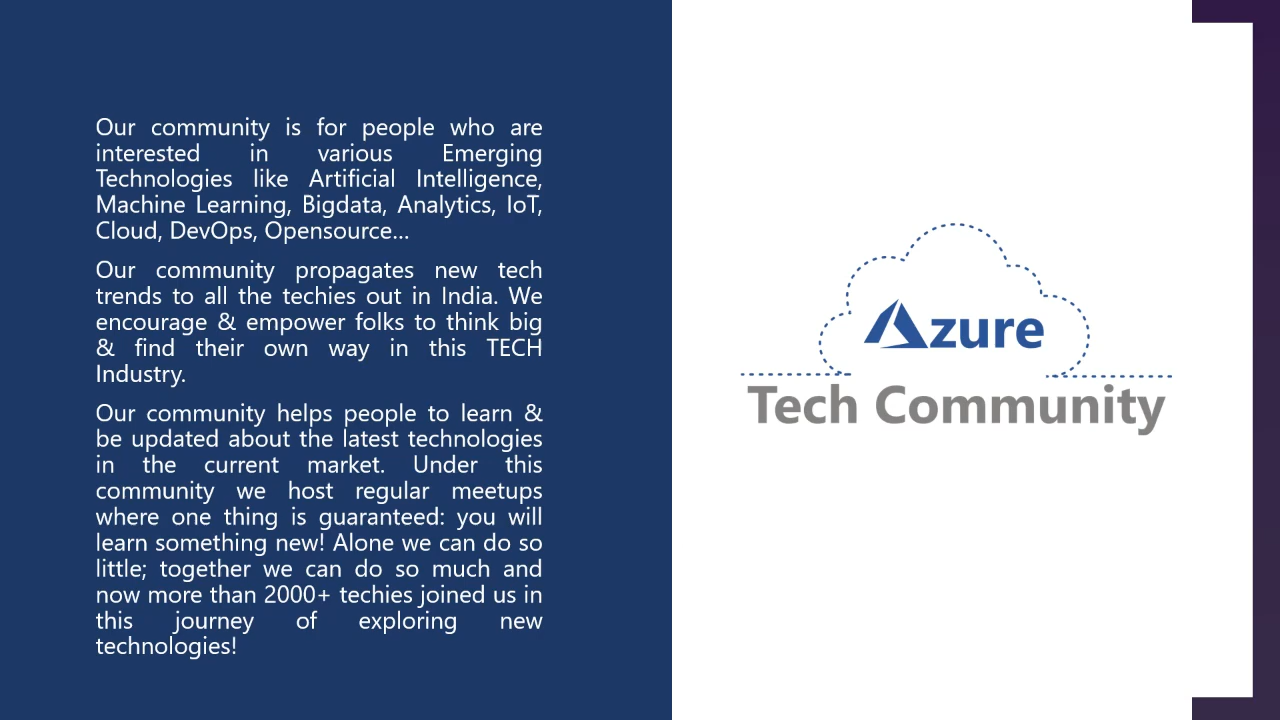 Our community is for people who are
interested in various Emerging
Technologies like Artificial Intelligence,
Machine Learning, Bigdata, Analytics, IoT,
Cloud, DevOps, Opensource...
Our community propagates new tech
trends to all the techies out in India. We
encourage & empower folks to think big
& find their own way in this TECH
Industry.
Our community helps people to learn &
be updated about the latest technologies
in the current market. Under this
community we host regular meetups
where one thing is guaranteed: you will
learn something new! Alone we can do so
little; together we can do so much and
now more than 2000+ techies joined us in
this journey of exploring new
technologies!
Azure
Tech Community